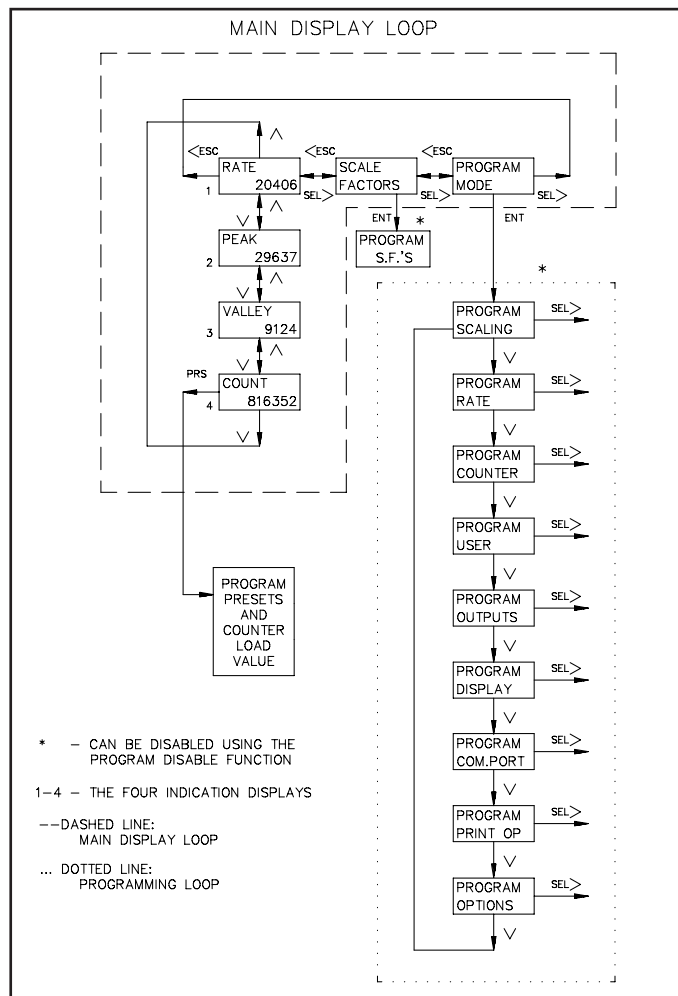 MAIN DISPLAY LOOP
<ESC
<ESC
<ESC
RATE
20406
1
SEL>
SCALE
FACTORS
SEL>
PROGRAM
MODE
SEL>
ENT
*
ENT
PROGRAM
S.F.'S
PEAK
29637
2
VALLEY
9124
3
PRS
COUNT
816352
4
*
PROGRAM
SCALING
SEL>
PROGRAM
RATE
SEL>
PROGRAM
COUNTER
SEL>
PROGRAM
USER
SEL>
PROGRAM
OUTPUTS
SEL>
PROGRAM
DISPLAY
SEL>
PROGRAM
COM.PORT
SEL>
PROGRAM
PRINT OP
SEL>
PROGRAM
OPTIONS
SEL>
PROGRAM
PRESETS
AND
COUNTER
LOAD
VALUE
* - CAN BE DISABLED USING THE
PROGRAM DISABLE FUNCTION
1-4 - THE FOUR INDICATION DISPLAYS
--DASHED LINE:
MAIN DISPLAY LOOP
... DOTTED LINE:
PROGRAMMING LOOP